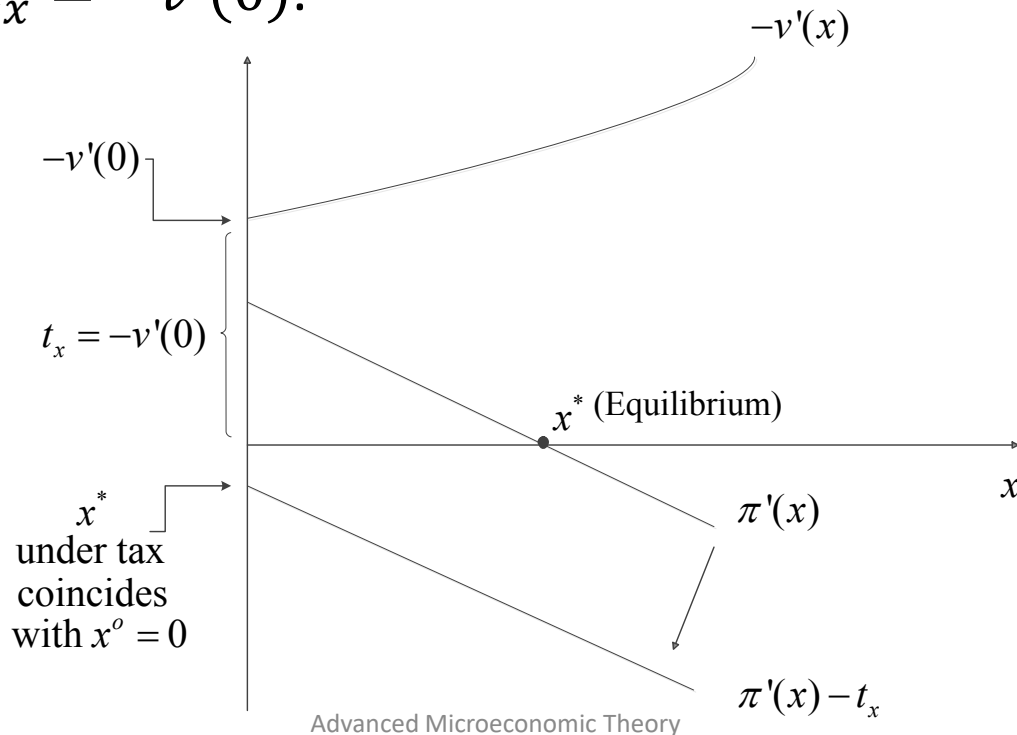 x = −v'(0).
−v'(x)
−v'(0)
t_x = −v'(0)
x* (Equilibrium)
x
x*
under tax
coincides
with x^o = 0
π'(x)
π'(x) − t_x
Advanced Microeconomic Theory